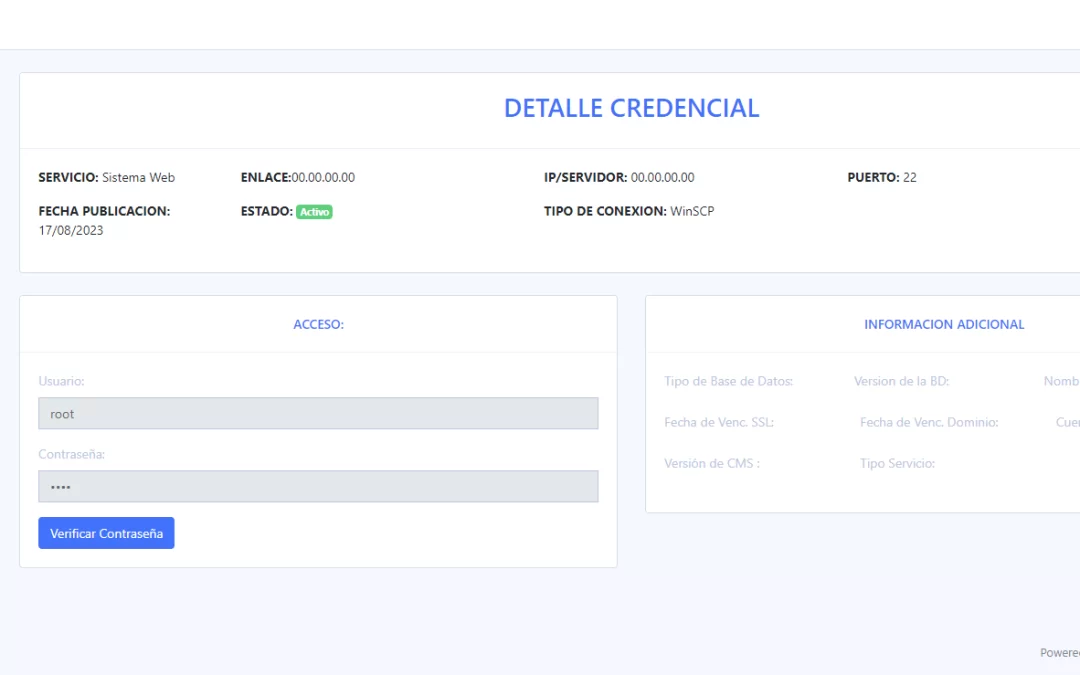 DETALLE CREDENCIAL
SERVICIO: Sistema Web ENLACE:00.00.00.00 IP/SERVIDOR: 00.00.00.00 PUERTO: 22
FECHA PUBLICACION: ESTADO: Activo TIPO DE CONEXION: WinSCP
17/08/2023
ACCESO:
Usuario:
root
Contraseña:
••••
Verificar Contraseña
INFORMACION ADICIONAL
Tipo de Base de Datos: Version de la BD: Nomb
Fecha de Venc. SSL: Fecha de Venc. Dominio: Cue
Versión de CMS : Tipo Servicio:
Powere